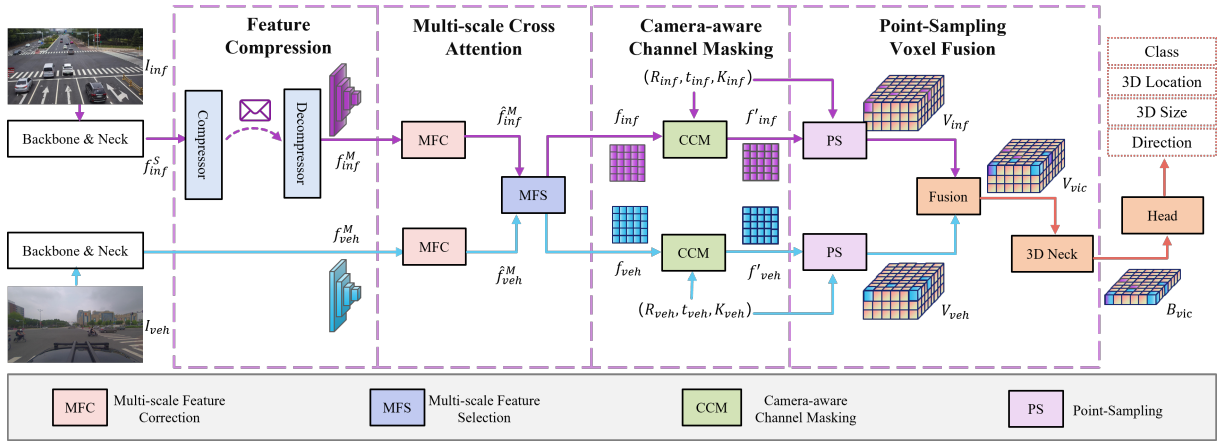 Feature
Compression
Multi-scale Cross
Attention
Camera-aware
Channel Masking
Point-Sampling
Voxel Fusion
I_inf
Backbone & Neck
f^S_inf
Compressor
Decompressor
f^M_inf
MFC
f̂^M_inf
MFS
f_inf
(R_inf, t_inf, K_inf)
CCM
f'_inf
PS
V_inf
Fusion
V_vic
Class
3D Location
3D Size
Direction
Head
3D Neck
B_vic
Backbone & Neck
I_veh
f^M_veh
MFC
f̂^M_veh
f_veh
CCM
f'_veh
(R_veh, t_veh, K_veh)
PS
V_veh
MFC
Multi-scale Feature
Correction
MFS
Multi-scale Feature
Selection
CCM
Camera-aware
Channel Masking
PS
Point-Sampling